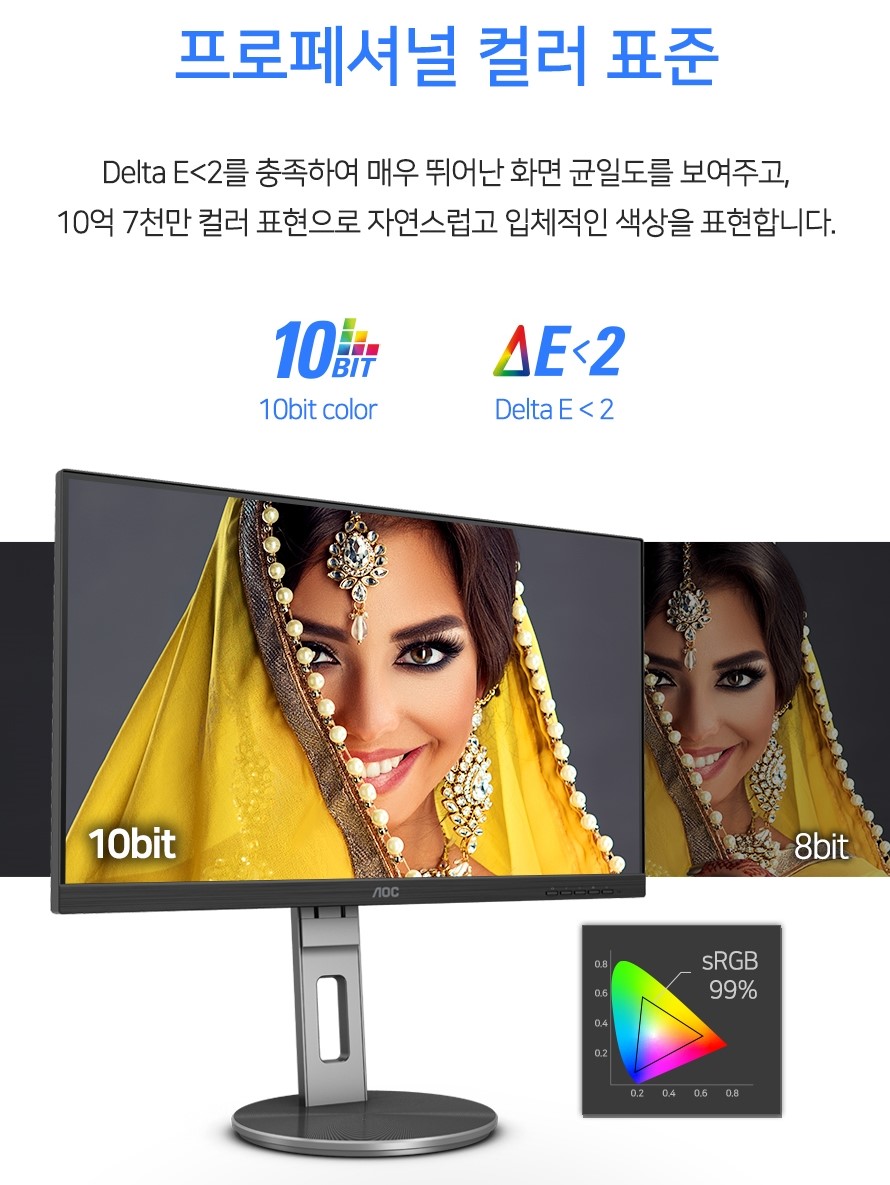 프로페셔널 컬러 표준
Delta E<2를 충족하여 매우 뛰어난 화면 균일도를 보여주고,
10억 7천만 컬러 표현으로 자연스럽고 입체적인 색상을 표현합니다.
10BIT
ΔE<2
10bit color
Delta E < 2
10bit
8bit
AOC
sRGB
99%
0.8
0.6
0.4
0.2
0.2 0.4 0.6 0.8